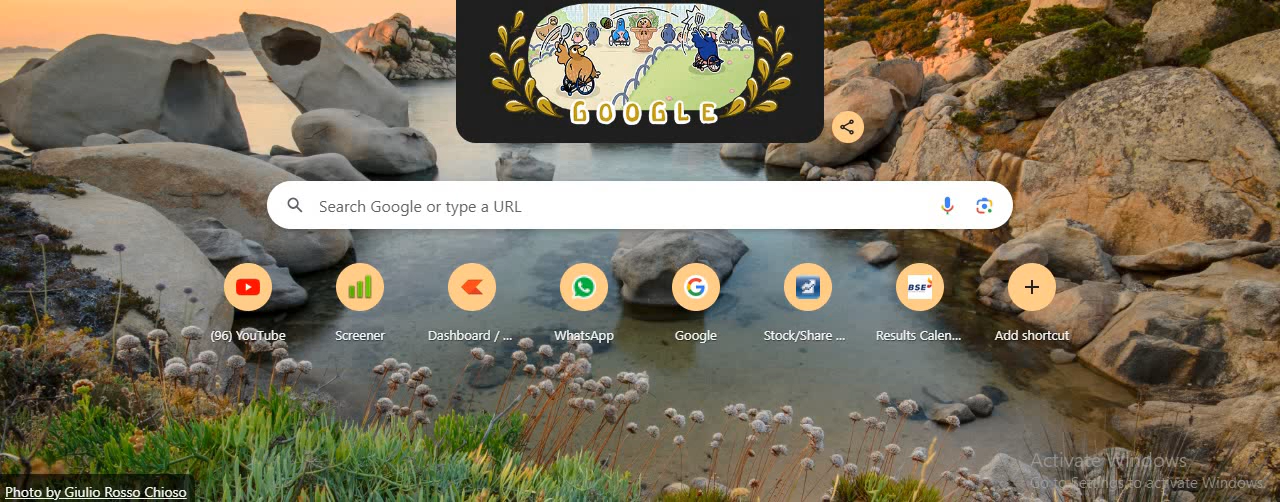 GOOGLE
Search Google or type a URL
BSE
(96) YouTube
Screener
Dashboard / ...
WhatsApp
Google
Stock/Share ...
Results Calen...
Add shortcut
Activate Windows
Go to Settings to activate Windows.
Photo by Giulio Rosso Chioso